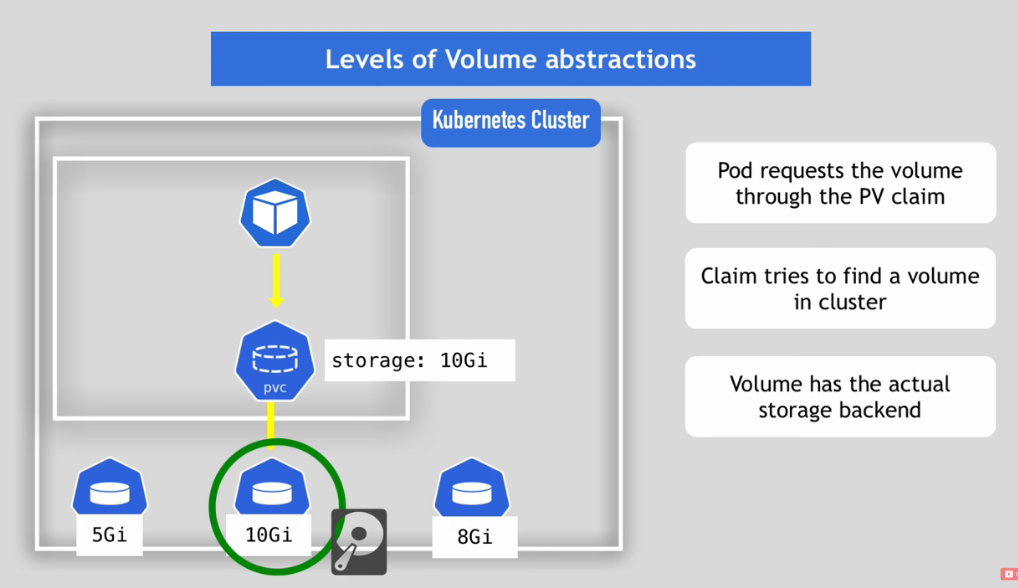 Levels of Volume abstractions
Kubernetes Cluster
pvc
storage: 10Gi
5Gi
10Gi
8Gi
Pod requests the volume
through the PV claim
Claim tries to find a volume
in cluster
Volume has the actual
storage backend